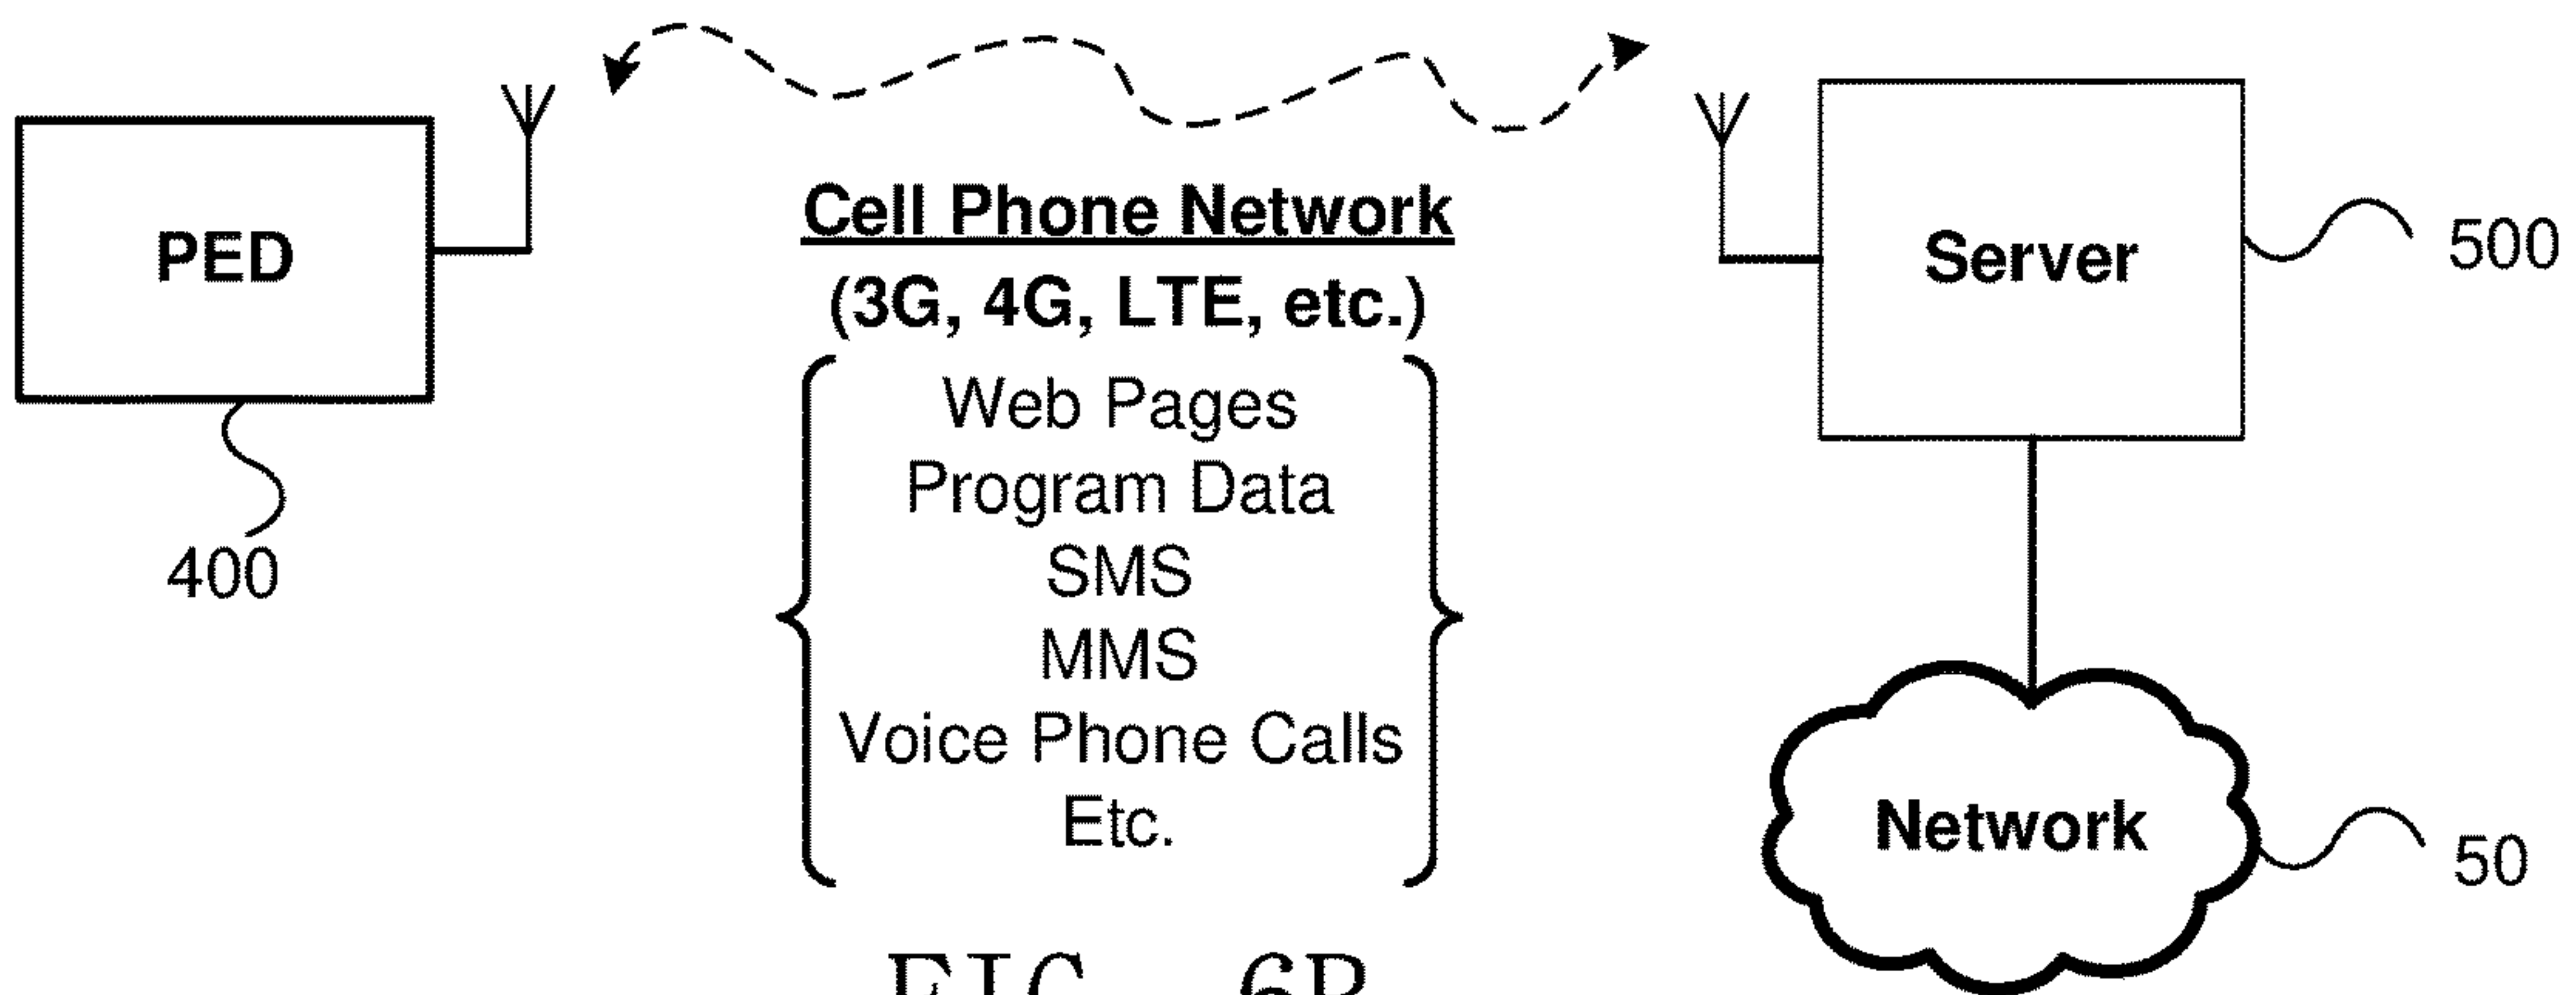 PED
400
Cell Phone Network
(3G, 4G, LTE, etc.)
Web Pages
Program Data
SMS
MMS
Voice Phone Calls
Etc.
Server
500
Network
50